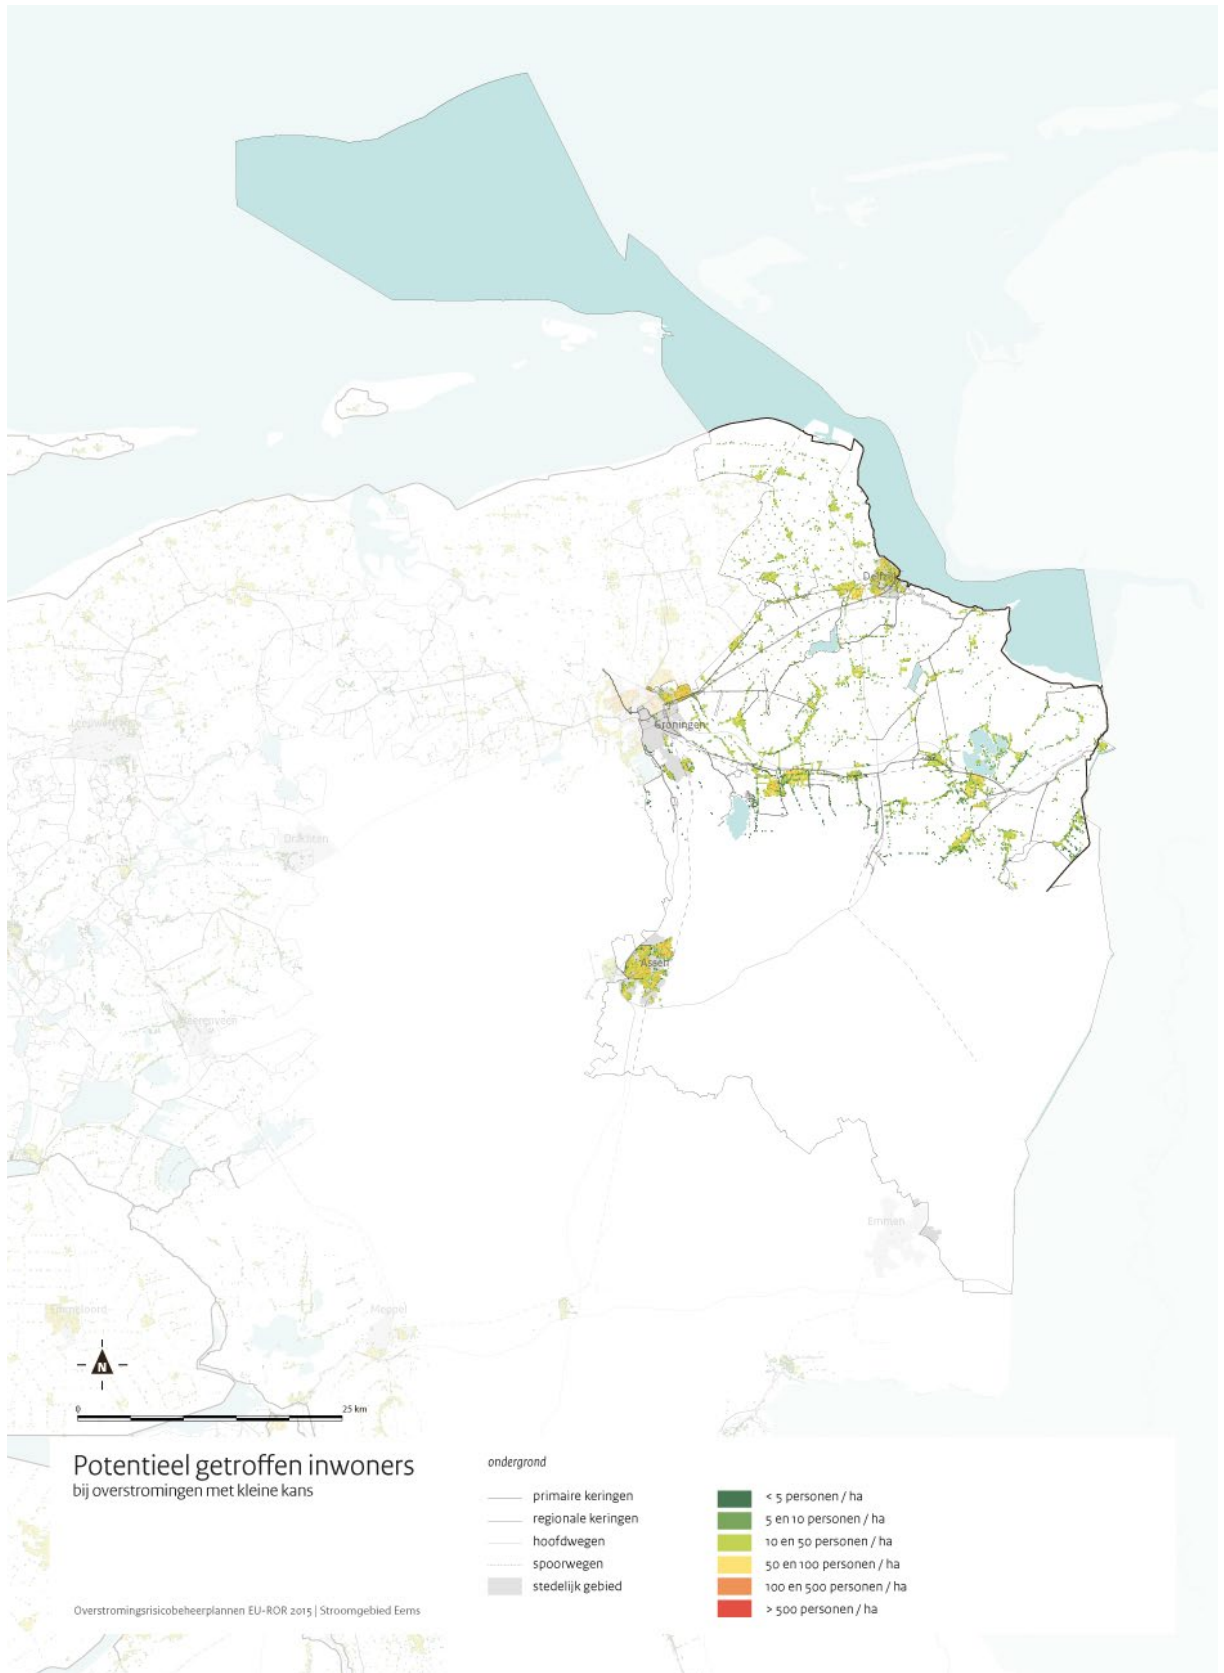 Groningen
Drachten
Assen
Heerenveen
Emmen
Meppel
N
0
25 km
Potentieel getroffen inwoners
bij overstromingen met kleine kans
Overstromingsrisicobeheerplannen EU-ROR 2015 | Stroomgebied Eems
ondergrond
primaire keringen
regionale keringen
hoofdwegen
spoorwegen
stedelijk gebied
< 5 personen / ha
5 en 10 personen / ha
10 en 50 personen / ha
50 en 100 personen / ha
100 en 500 personen / ha
> 500 personen / ha